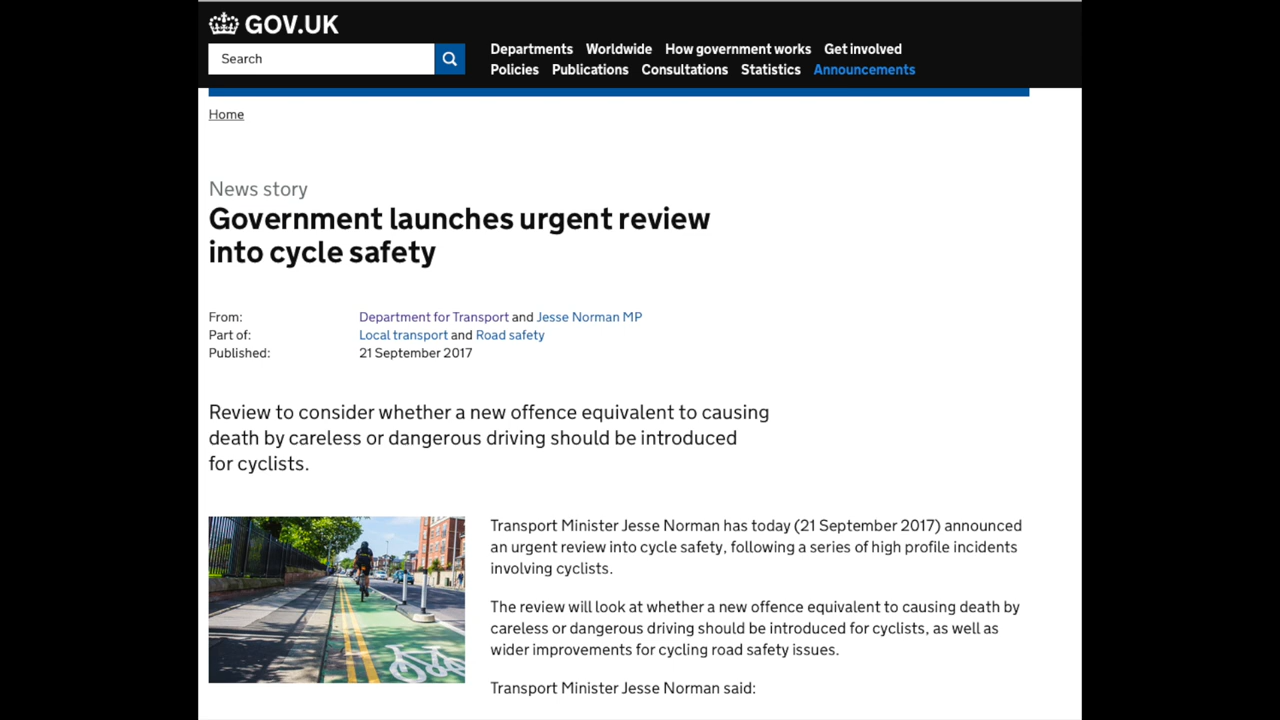 GOV.UK
Search
Departments Worldwide How government works Get involved
Policies Publications Consultations Statistics Announcements
Home
News story
Government launches urgent review
into cycle safety
From: Department for Transport and Jesse Norman MP
Part of: Local transport and Road safety
Published: 21 September 2017
Review to consider whether a new offence equivalent to causing
death by careless or dangerous driving should be introduced
for cyclists.
Transport Minister Jesse Norman has today (21 September 2017) announced
an urgent review into cycle safety, following a series of high profile incidents
involving cyclists.
The review will look at whether a new offence equivalent to causing death by
careless or dangerous driving should be introduced for cyclists, as well as
wider improvements for cycling road safety issues.
Transport Minister Jesse Norman said: